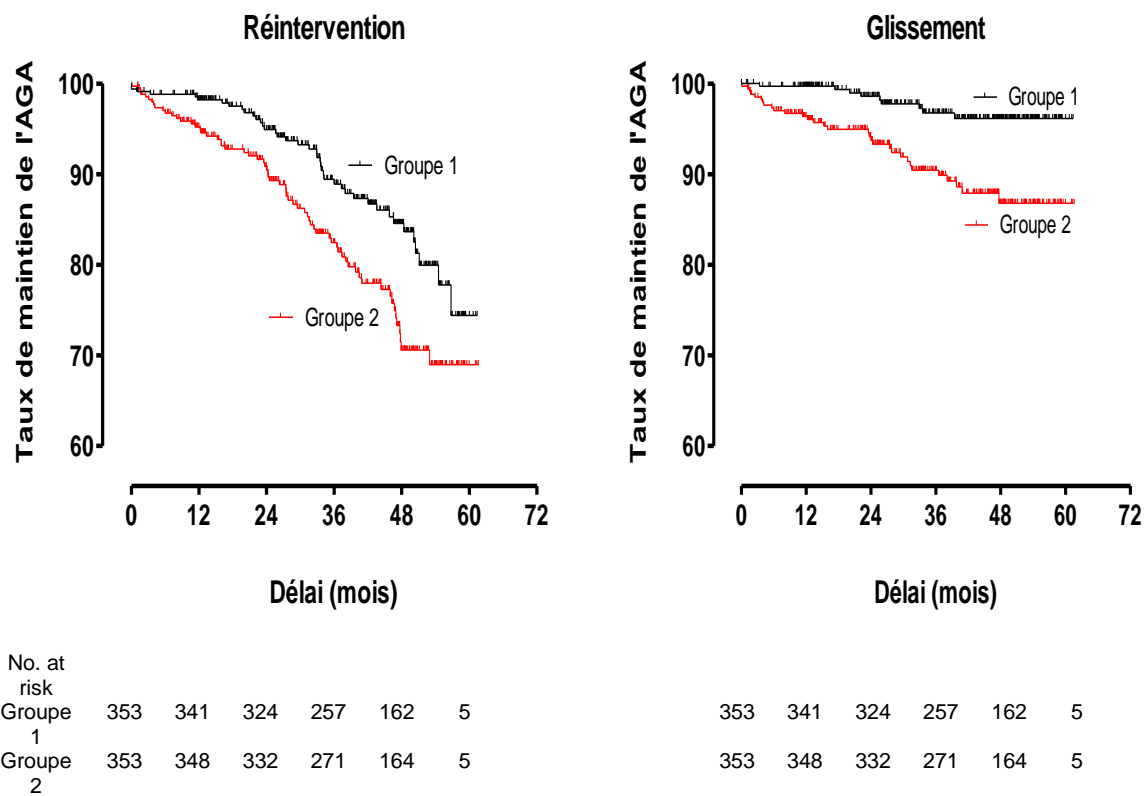 Réintervention
Taux de maintien de l'AGA
100
90
80
70
60
Groupe 1
Groupe 2
0 12 24 36 48 60 72
Délai (mois)
Glissement
Taux de maintien de l'AGA
100
90
80
70
60
Groupe 1
Groupe 2
0 12 24 36 48 60 72
Délai (mois)
No. at
risk
Groupe
1
353 341 324 257 162 5
353 341 324 257 162 5
Groupe
2
353 348 332 271 164 5
353 348 332 271 164 5